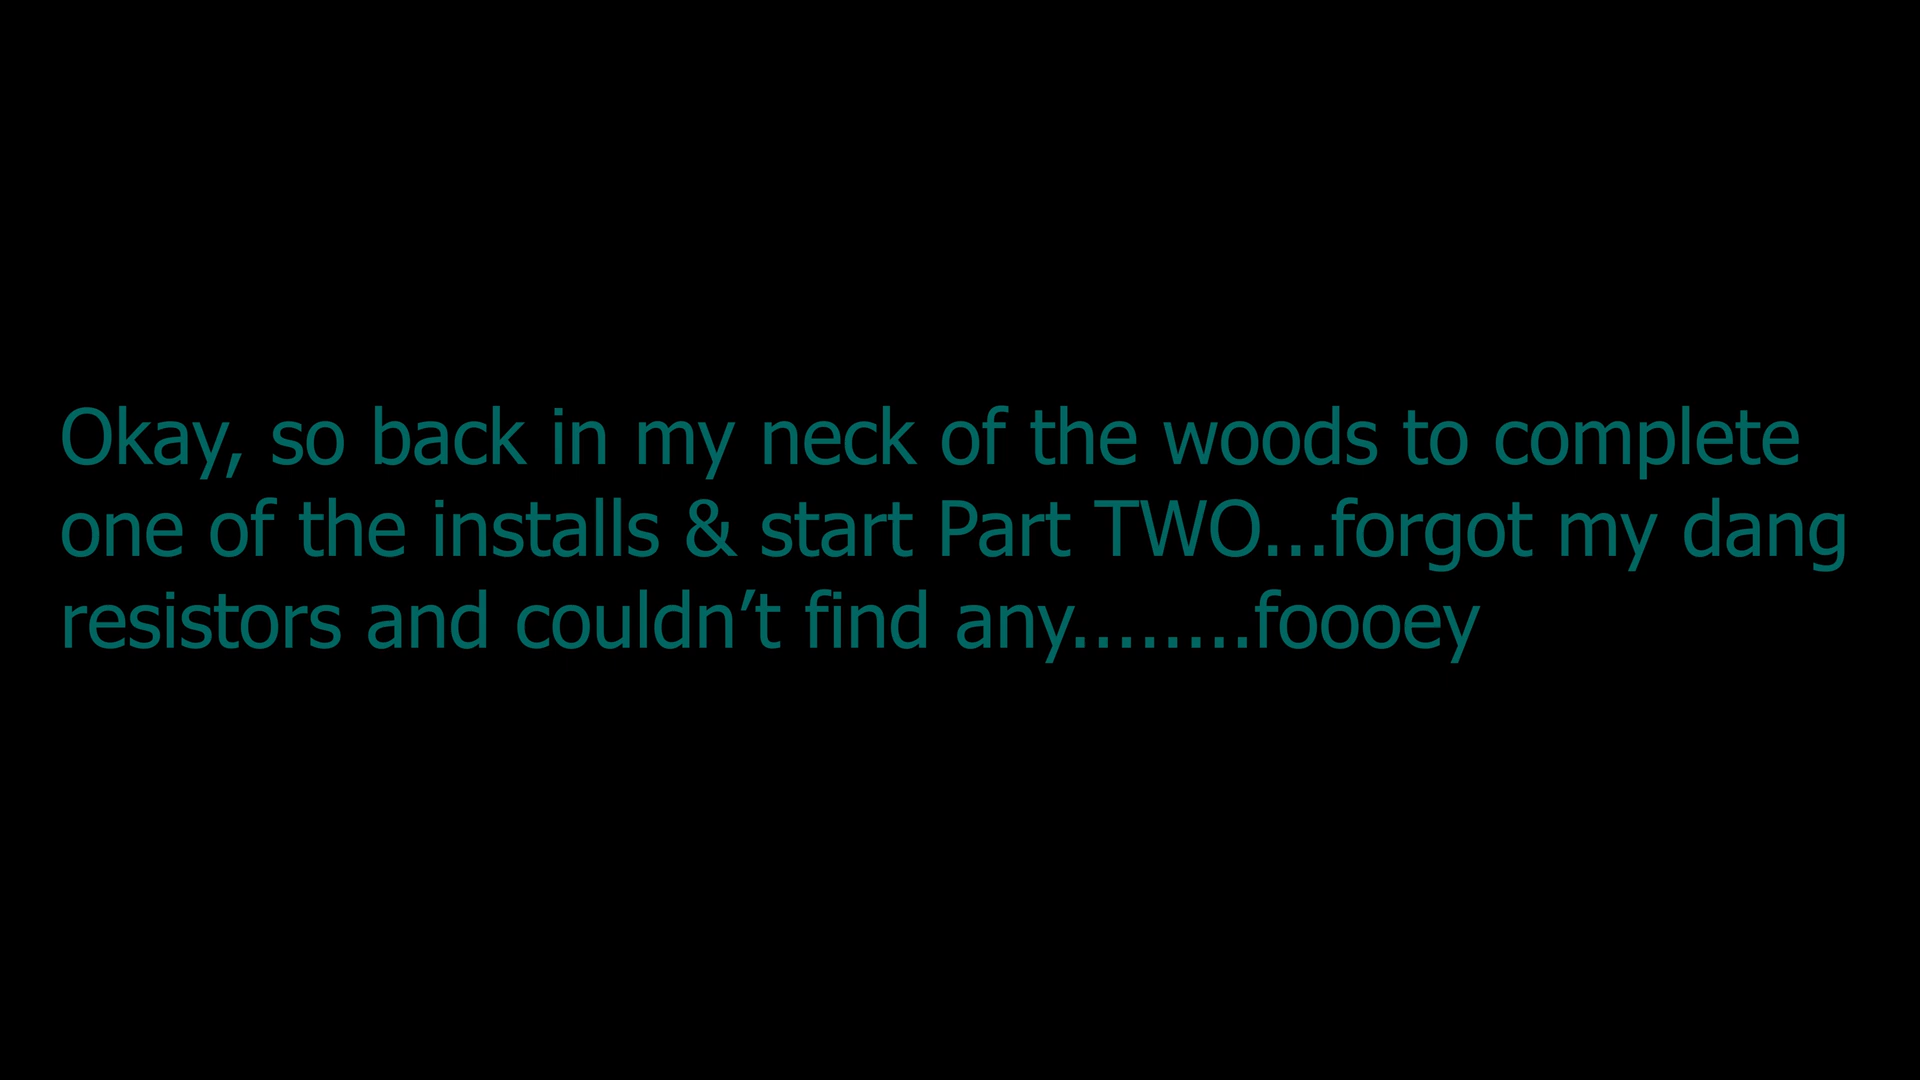 Okay, so back in my neck of the woods to complete
one of the installs & start Part TWO...forgot my dang
resistors and couldn’t find any........foooey